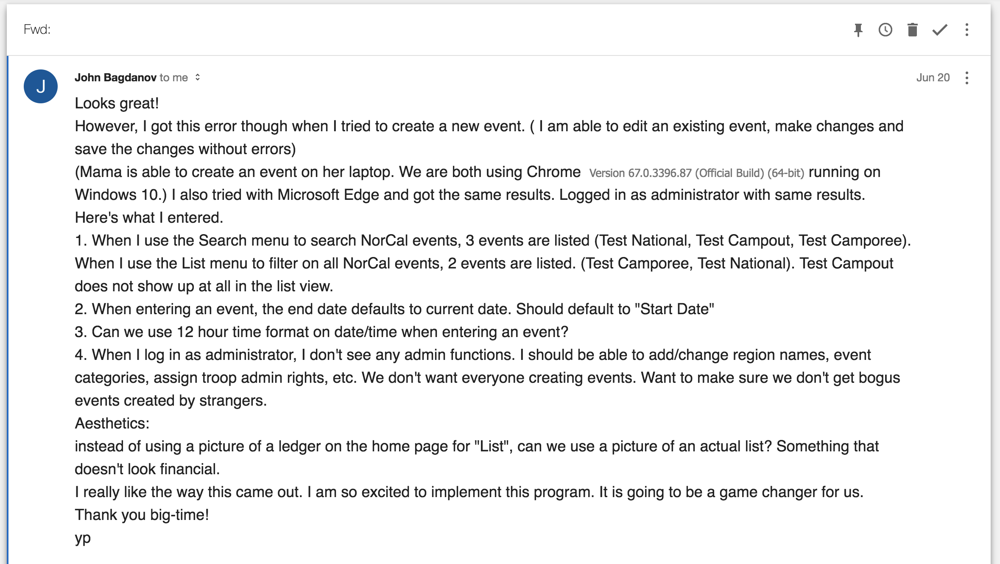 Fwd:
J
John Bagdanov to me
Jun 20
Looks great!
However, I got this error though when I tried to create a new event. ( I am able to edit an existing event, make changes and
save the changes without errors)
(Mama is able to create an event on her laptop. We are both using Chrome Version 67.0.3396.87 (Official Build) (64-bit) running on
Windows 10.) I also tried with Microsoft Edge and got the same results. Logged in as administrator with same results.
Here's what I entered.
1. When I use the Search menu to search NorCal events, 3 events are listed (Test National, Test Campout, Test Camporee).
When I use the List menu to filter on all NorCal events, 2 events are listed. (Test Camporee, Test National). Test Campout
does not show up at all in the list view.
2. When entering an event, the end date defaults to current date. Should default to "Start Date"
3. Can we use 12 hour time format on date/time when entering an event?
4. When I log in as administrator, I don't see any admin functions. I should be able to add/change region names, event
categories, assign troop admin rights, etc. We don't want everyone creating events. Want to make sure we don't get bogus
events created by strangers.
Aesthetics:
instead of using a picture of a ledger on the home page for "List", can we use a picture of an actual list? Something that
doesn't look financial.
I really like the way this came out. I am so excited to implement this program. It is going to be a game changer for us.
Thank you big-time!
yp